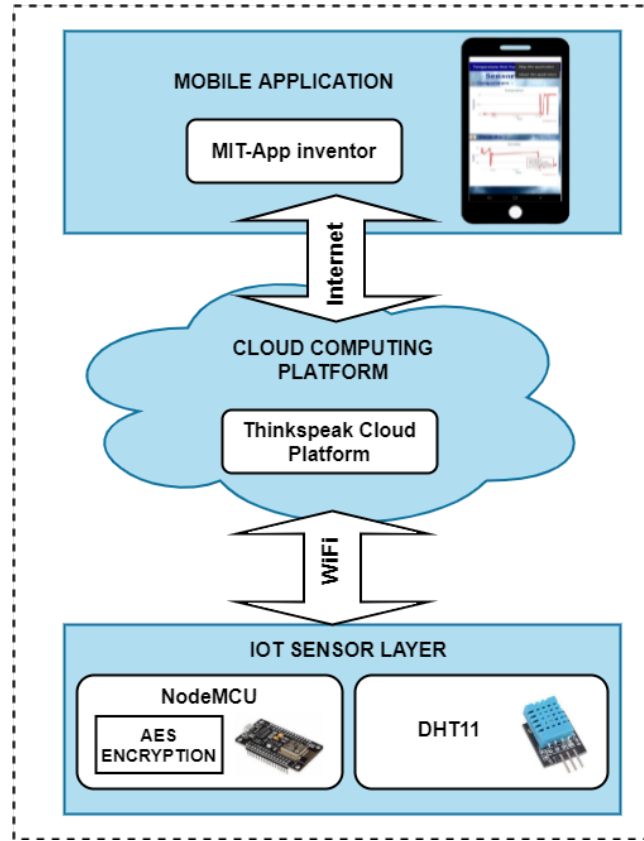 MOBILE APPLICATION
MIT-App inventor
Sensor
Internet
CLOUD COMPUTING
PLATFORM
Thinkspeak Cloud
Platform
WiFi
IOT SENSOR LAYER
NodeMCU
AES
ENCRYPTION
DHT11